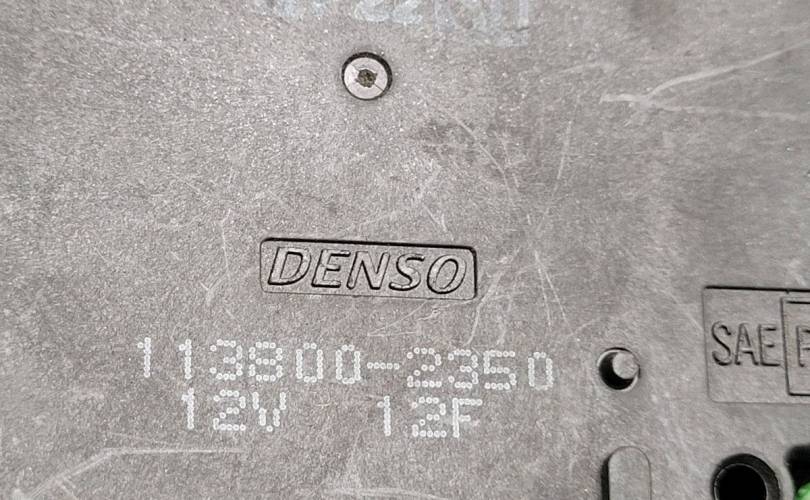 DENSO
SAE
113800-2350
12V 12F